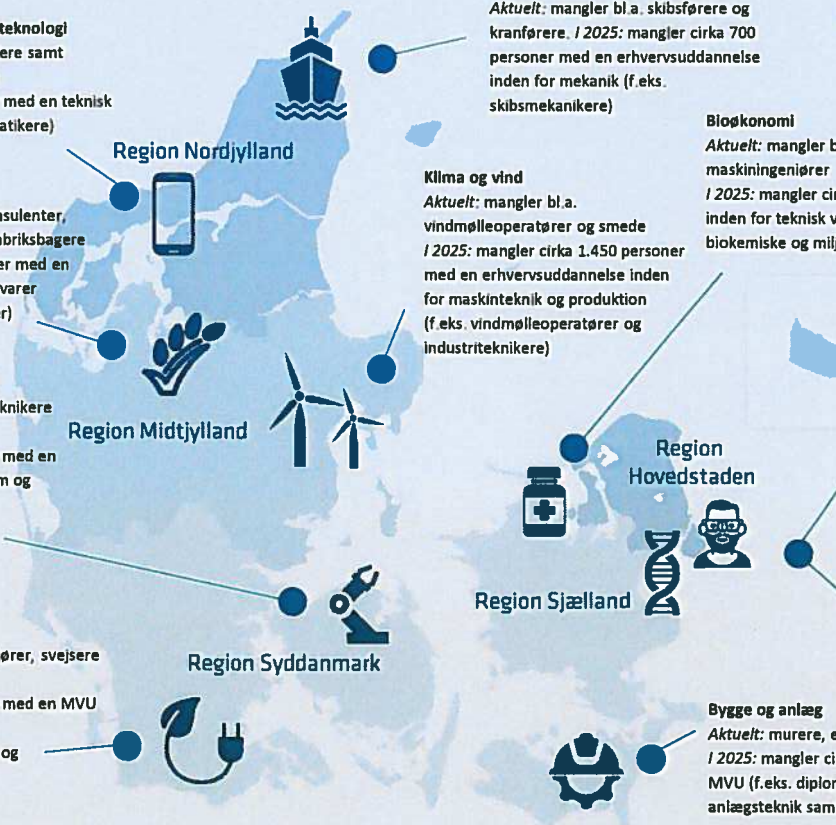 teknologi
ere samt
med en teknisk
atikere)
Aktuelt: mangler bl.a. skibsførere og
kranførere. I 2025: mangler cirka 700
personer med en erhvervsuddannelse
inden for mekanik (f.eks.
skibsmekanikere)
Bioøkonomi
Aktuelt: mangler b
maskiningeniører
I 2025: mangler cir
inden for teknisk v
biokemiske og milj
Region Nordjylland
Klima og vind
Aktuelt: mangler bl.a.
vindmølleoperatører og smede
I 2025: mangler cirka 1.450 personer
med en erhvervsuddannelse inden
for maskinteknik og produktion
(f.eks. vindmølleoperatører og
industriteknikere)
nsulenter,
abriksbagere
er med en
varer
r)
Region Midtjylland
knikere
med en
m og
Region
Hovedstaden
Region Sjælland
Region Syddanmark
ører, svejsere
med en MVU
og
Bygge og anlæg
Aktuelt: murere, e
I 2025: mangler ci
MVU (f.eks. diplor
anlægsteknik sam